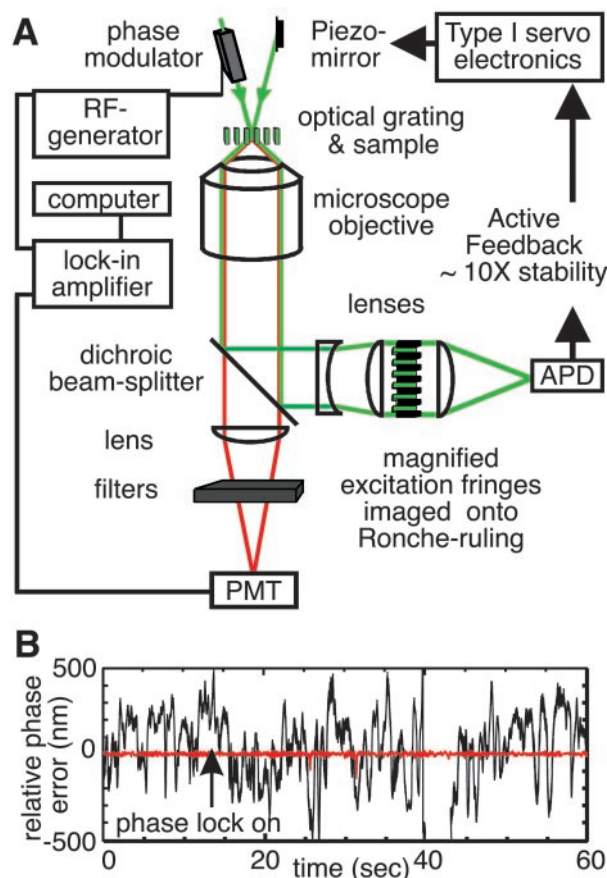 A
phase
modulator
Piezo-
mirror
Type I servo
electronics
RF-
generator
optical grating
& sample
computer
microscope
objective
lock-in
amplifier
Active
Feedback
~ 10X stability
lenses
dichroic
beam-splitter
APD
lens
filters
magnified
excitation fringes
imaged onto
Ronche-ruling
PMT
B
relative phase
error (nm)
500
0
-500
phase lock on
0 20 40 60
time (sec)